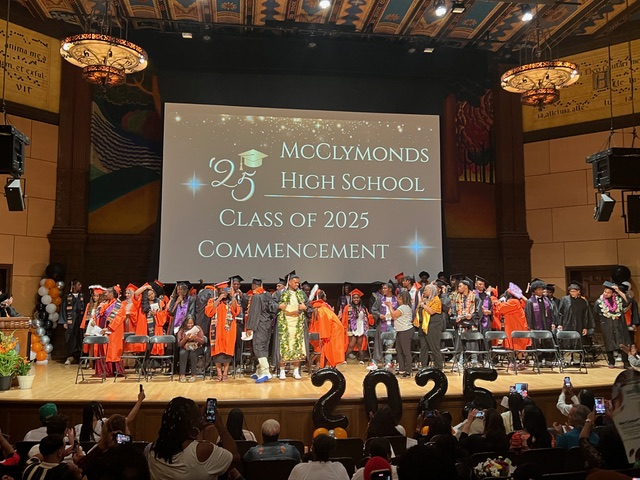 '25
McClymonds
High School
Class of 2025
Commencement
2025